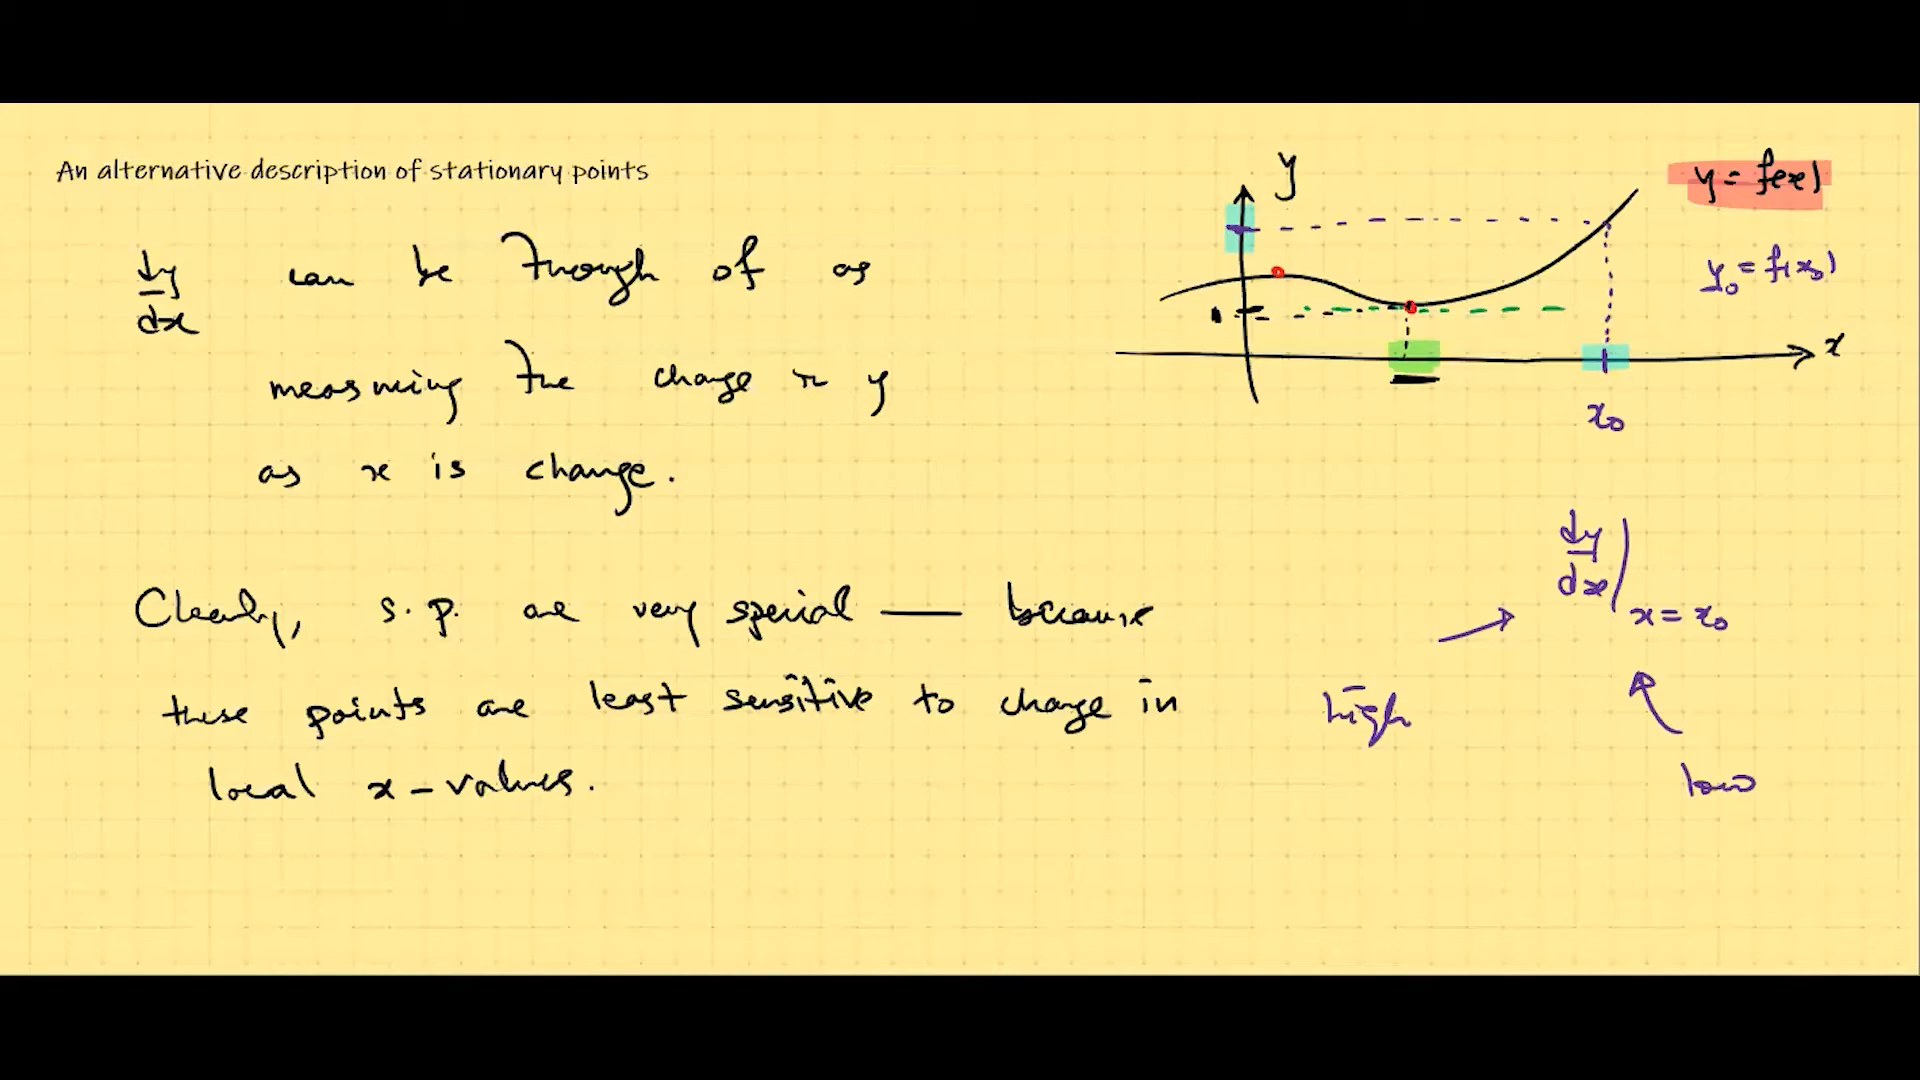 An alternative description of stationary points
dy/dx can be though of as
measuring the change in y
as x is change.
Clearly, s.p. are very special — because
these points are least sensitive to change in
local x-values.
y
y = f(x)
y₀ = f(x₀)
x
x₀
dy/dx | x = x₀
high
low